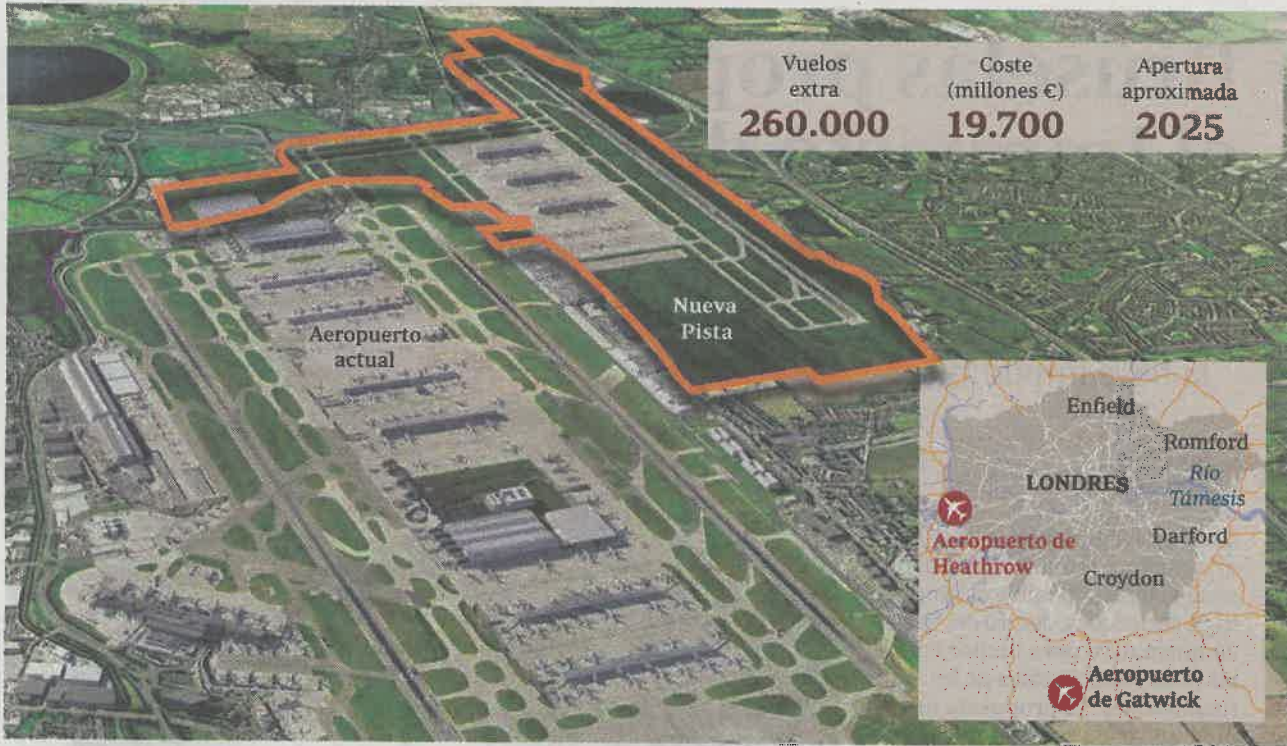 Vuelos
extra
260.000
Coste
(millones €)
19.700
Apertura
aproximada
2025
Aeropuerto
actual
Nueva
Pista
Enfield
Romford
LONDRES
Río
Támesis
Aeropuerto de
Heathrow
Darford
Croydon
Aeropuerto
de Gatwick